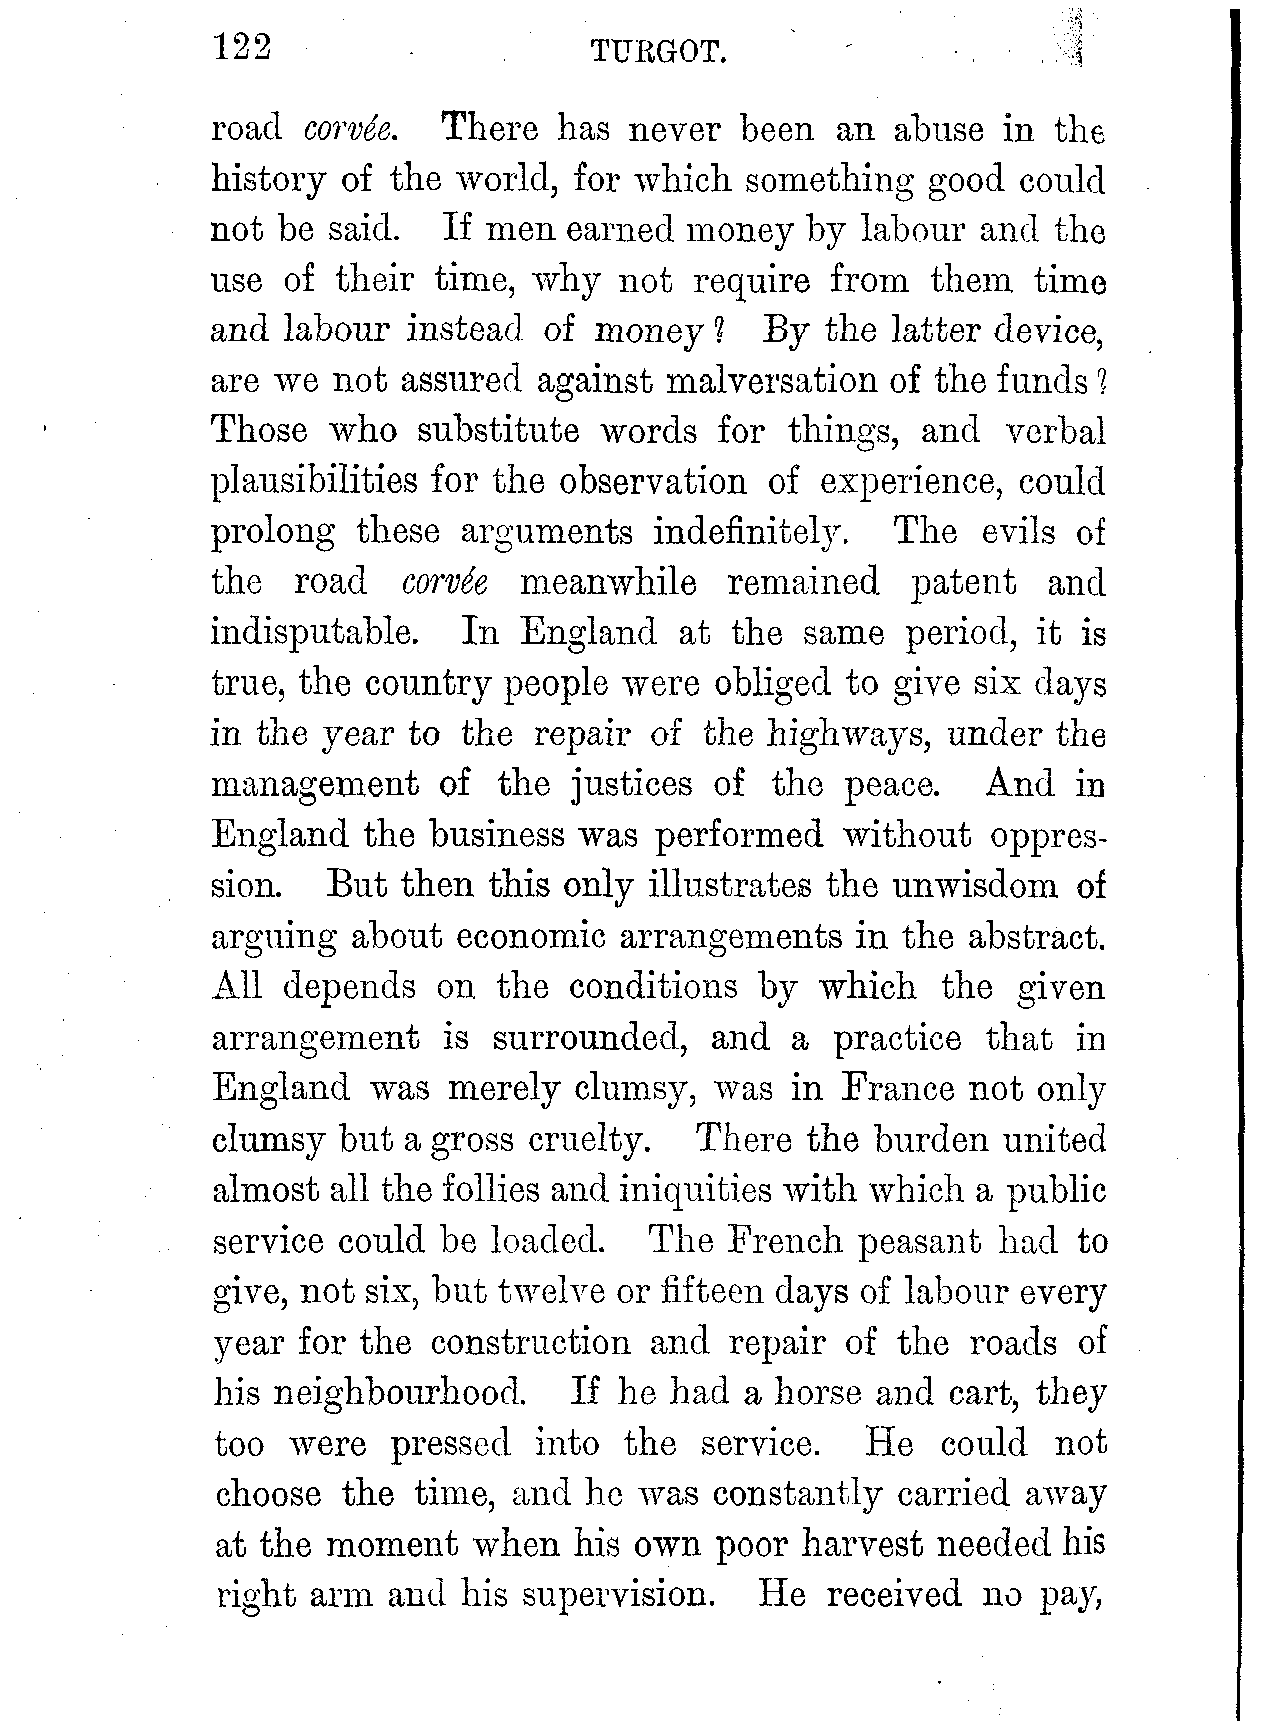 122 TURGOT.
road corvée. There has never been an abuse in the
history of the world, for which something good could
not be said. If men earned money by labour and the
use of their time, why not require from them time
and labour instead of money? By the latter device,
are we not assured against malversation of the funds?
Those who substitute words for things, and verbal
plausibilities for the observation of experience, could
prolong these arguments indefinitely. The evils of
the road corvée meanwhile remained patent and
indisputable. In England at the same period, it is
true, the country people were obliged to give six days
in the year to the repair of the highways, under the
management of the justices of the peace. And in
England the business was performed without oppres-
sion. But then this only illustrates the unwisdom of
arguing about economic arrangements in the abstract.
All depends on the conditions by which the given
arrangement is surrounded, and a practice that in
England was merely clumsy, was in France not only
clumsy but a gross cruelty. There the burden united
almost all the follies and iniquities with which a public
service could be loaded. The French peasant had to
give, not six, but twelve or fifteen days of labour every
year for the construction and repair of the roads of
his neighbourhood. If he had a horse and cart, they
too were pressed into the service. He could not
choose the time, and he was constantly carried away
at the moment when his own poor harvest needed his
right arm and his supervision. He received no pay,